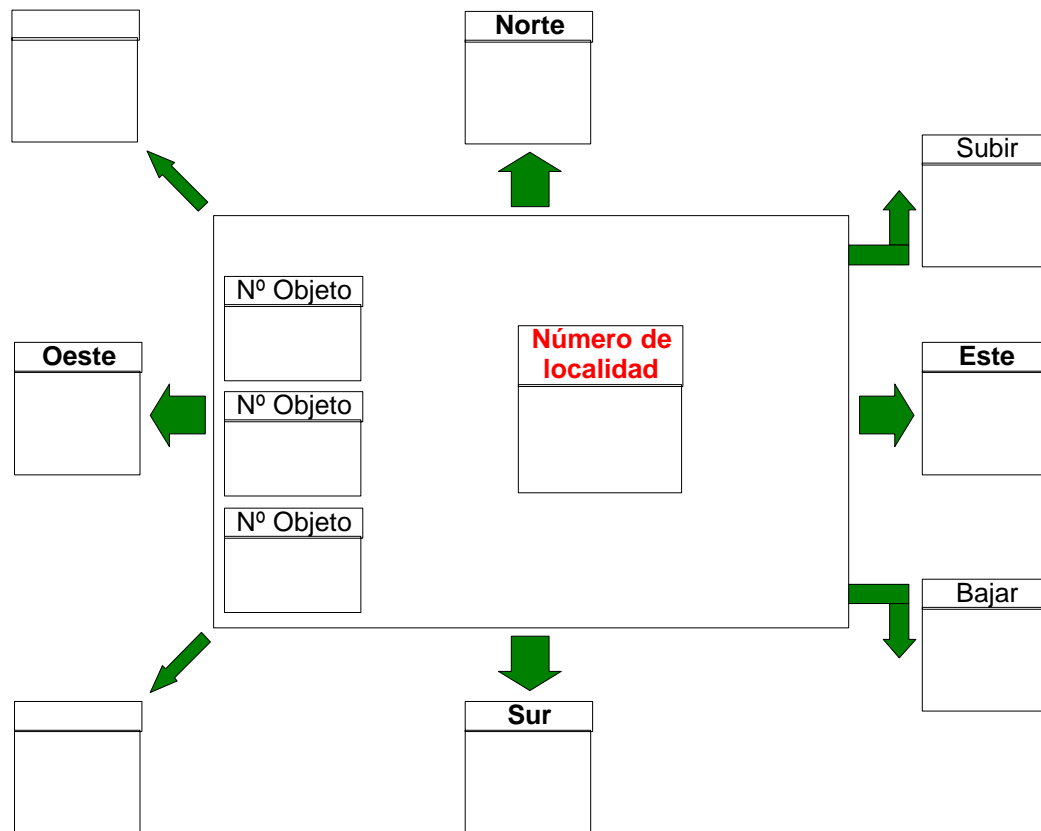 Norte
Subir
Nº Objeto
Número de
localidad
Oeste
Este
Nº Objeto
Nº Objeto
Bajar
Sur